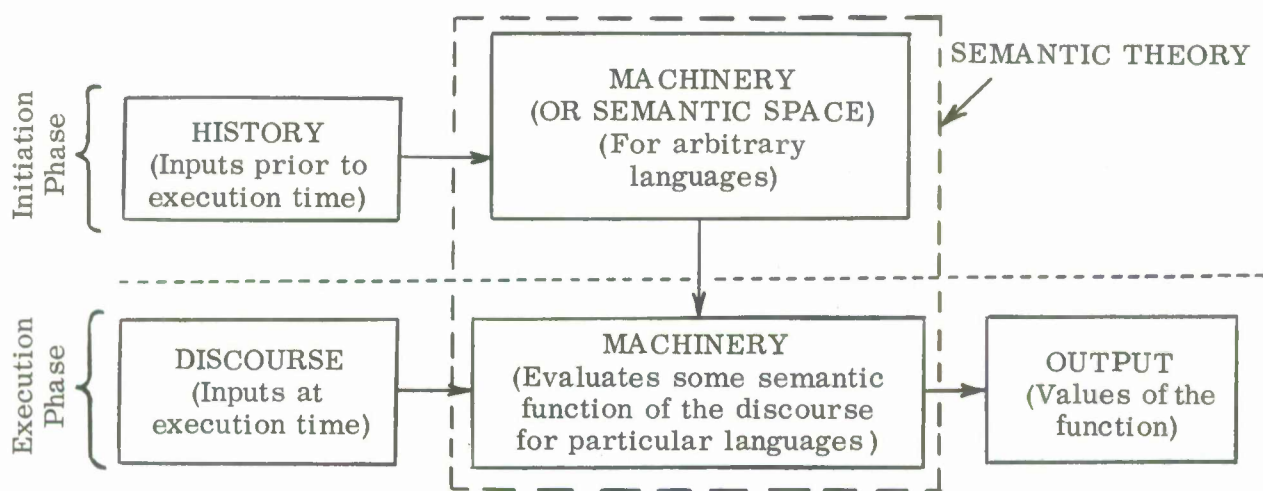 SEMANTIC THEORY
Initiation
Phase
HISTORY
(Inputs prior to
execution time)
MACHINERY
(OR SEMANTIC SPACE)
(For arbitrary
languages)
Execution
Phase
DISCOURSE
(Inputs at
execution time)
MACHINERY
(Evaluates some semantic
function of the discourse
for particular languages)
OUTPUT
(Values of the
function)